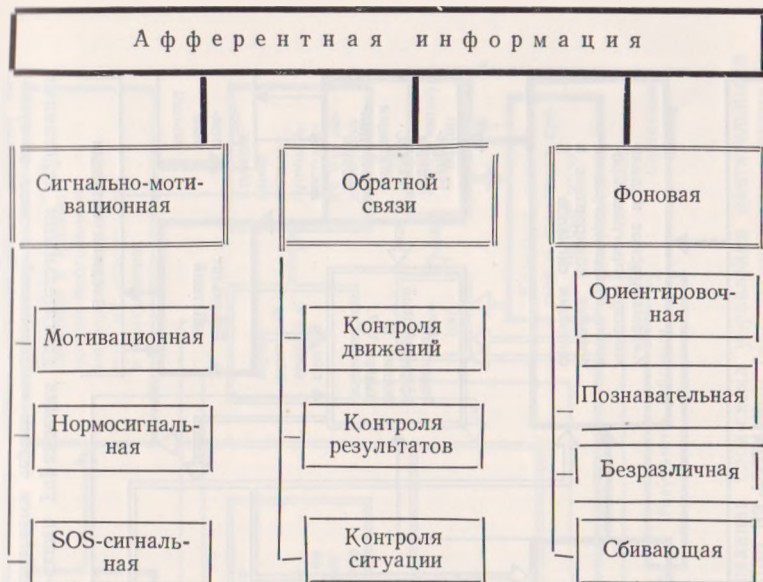 Афферентная информация
Сигнально-моти-
вационная
Обратной
связи
Фоновая
Мотивационная
Нормосигналь-
ная
SOS-сигналь-
ная
Контроля
движений
Контроля
результатов
Контроля
ситуации
Ориентировоч-
ная
Познавательная
Безразличная
Сбивающая